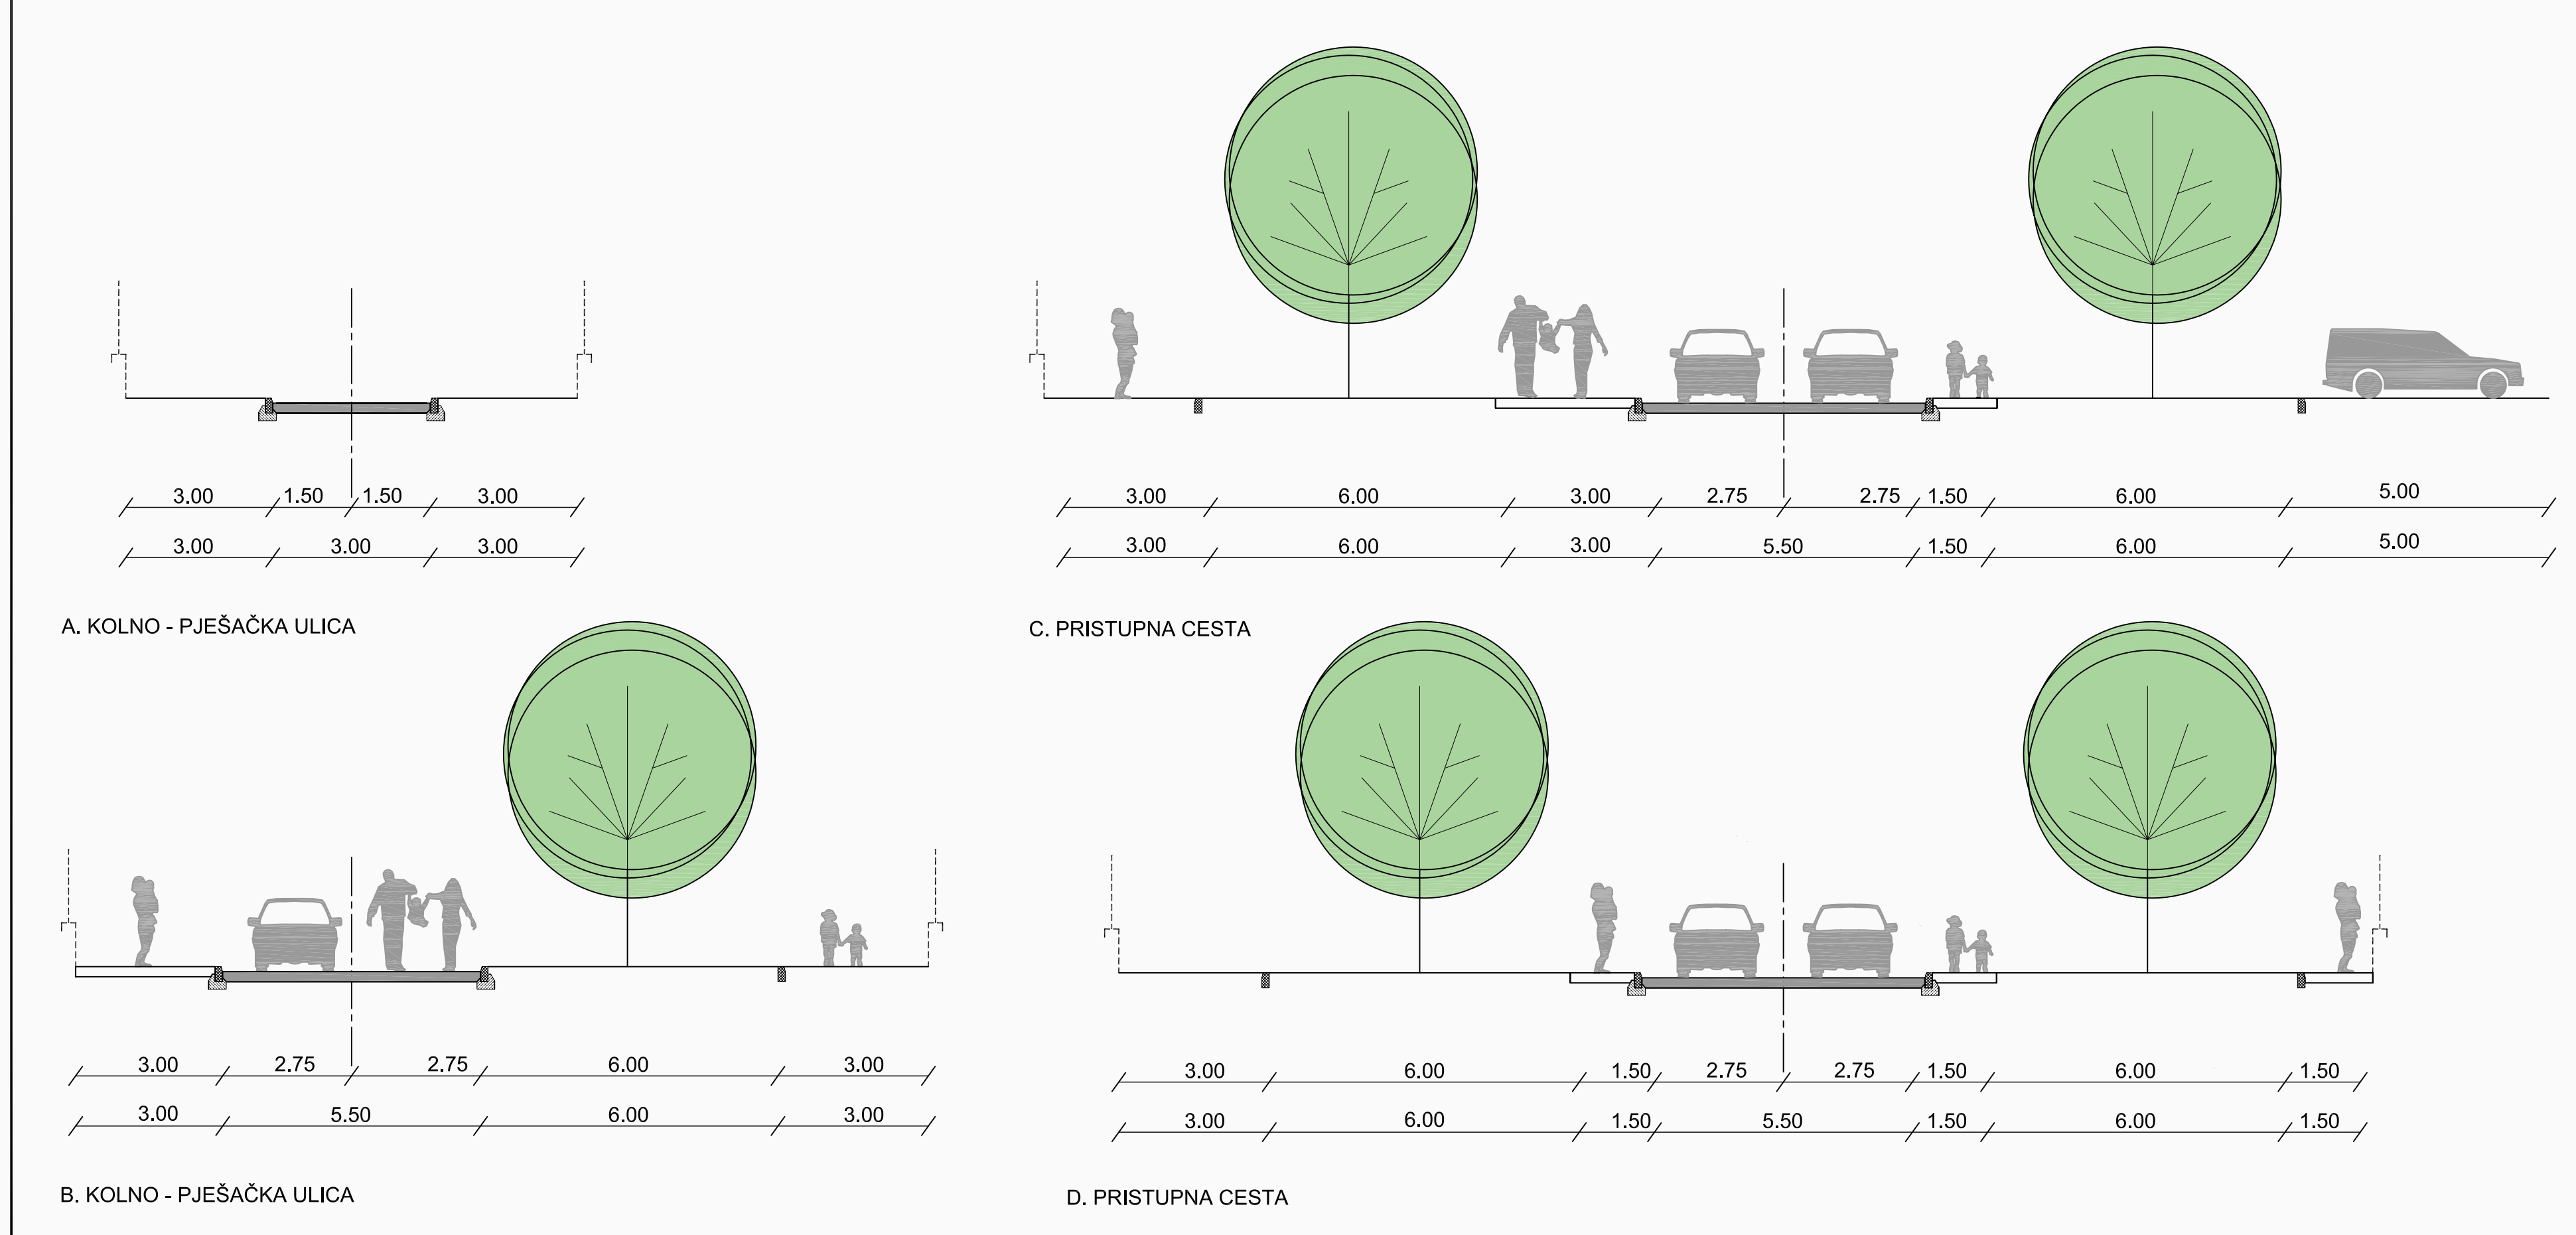 3.00 1.50 1.50 3.00
3.00 3.00 3.00
A. KOLNO - PJEŠAČKA ULICA
3.00 6.00 3.00 2.75 2.75 1.50 6.00 5.00
3.00 6.00 3.00 5.50 1.50 6.00 5.00
C. PRISTUPNA CESTA
3.00 2.75 2.75 6.00 3.00
3.00 5.50 6.00 3.00
B. KOLNO - PJEŠAČKA ULICA
3.00 6.00 1.50 2.75 2.75 1.50 6.00 1.50
3.00 6.00 1.50 5.50 1.50 6.00 1.50
D. PRISTUPNA CESTA